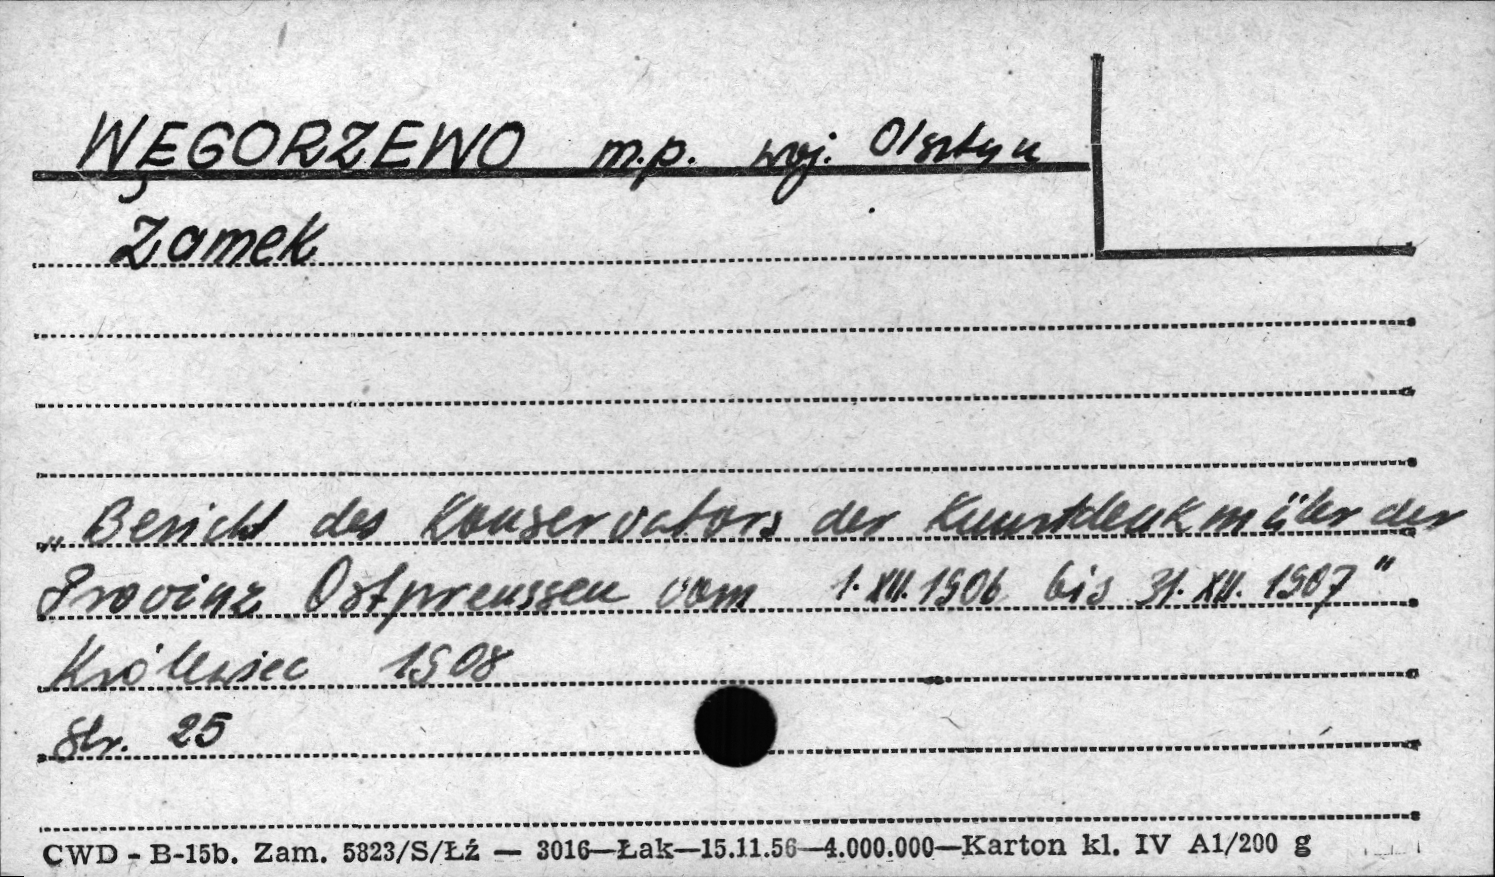 WĘGORZEWO m.p. woj. Olsztyn
Zamek
„Bericht des Konservators der Kunstdenkmäler der
Provinz Ostpreussen vom 1.XII.1906 bis 31.XII.1907"
Królewiec 1908
str. 25
CWD - B-15b. Zam. 5823/S/Łź — 3016—Łak—15.11.56—4.000.000—Karton kl. IV A1/200 g